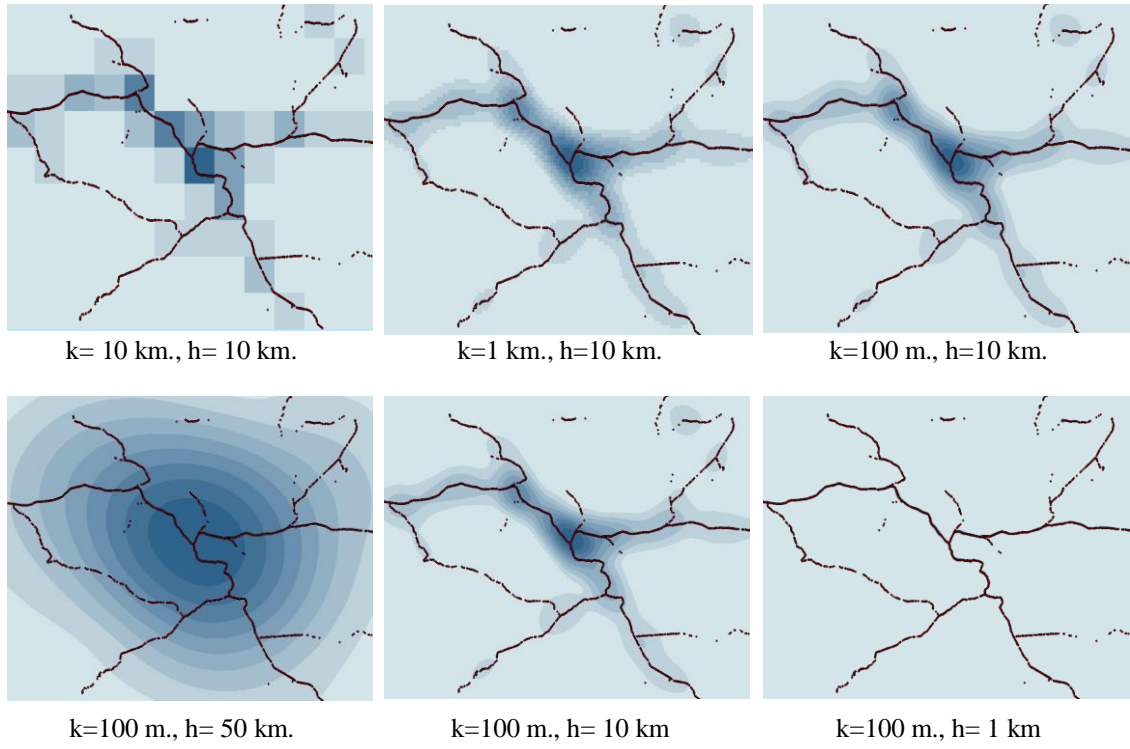 k= 10 km., h= 10 km.
k=1 km., h=10 km.
k=100 m., h=10 km.
k=100 m., h= 50 km.
k=100 m., h= 10 km
k=100 m., h= 1 km